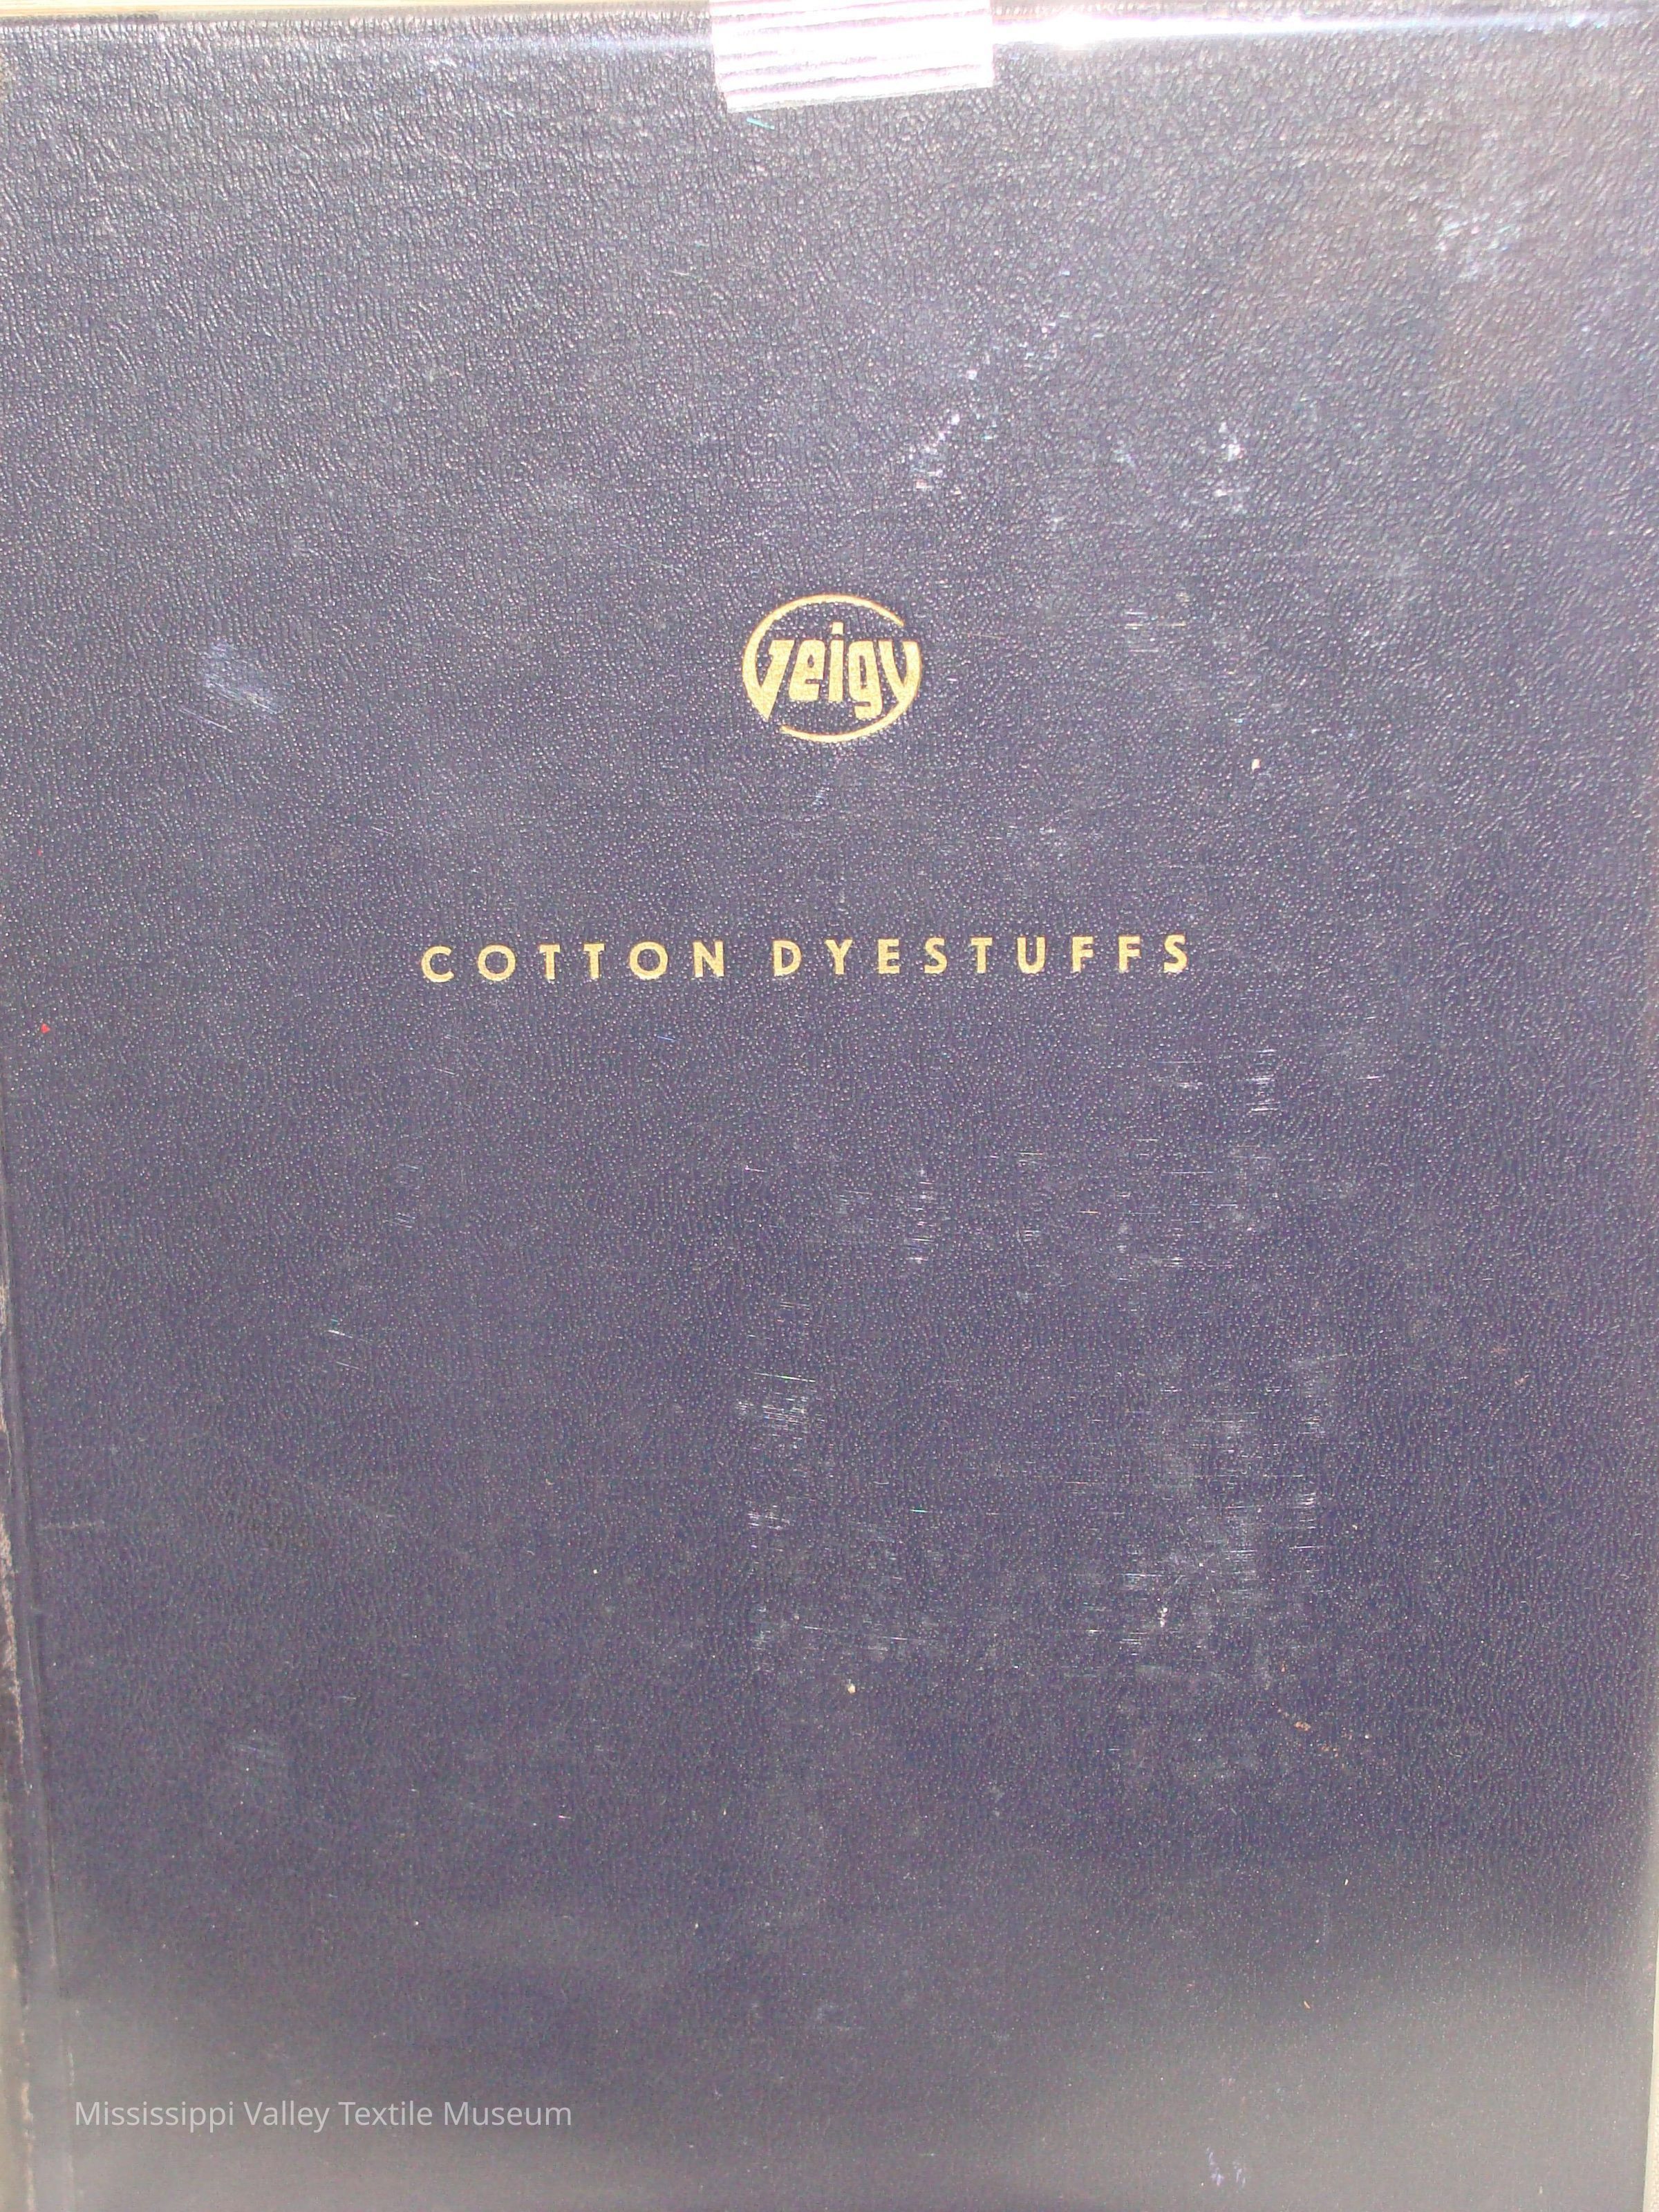 Geigy
COTTON DYESTUFFS
Mississippi Valley Textile Museum